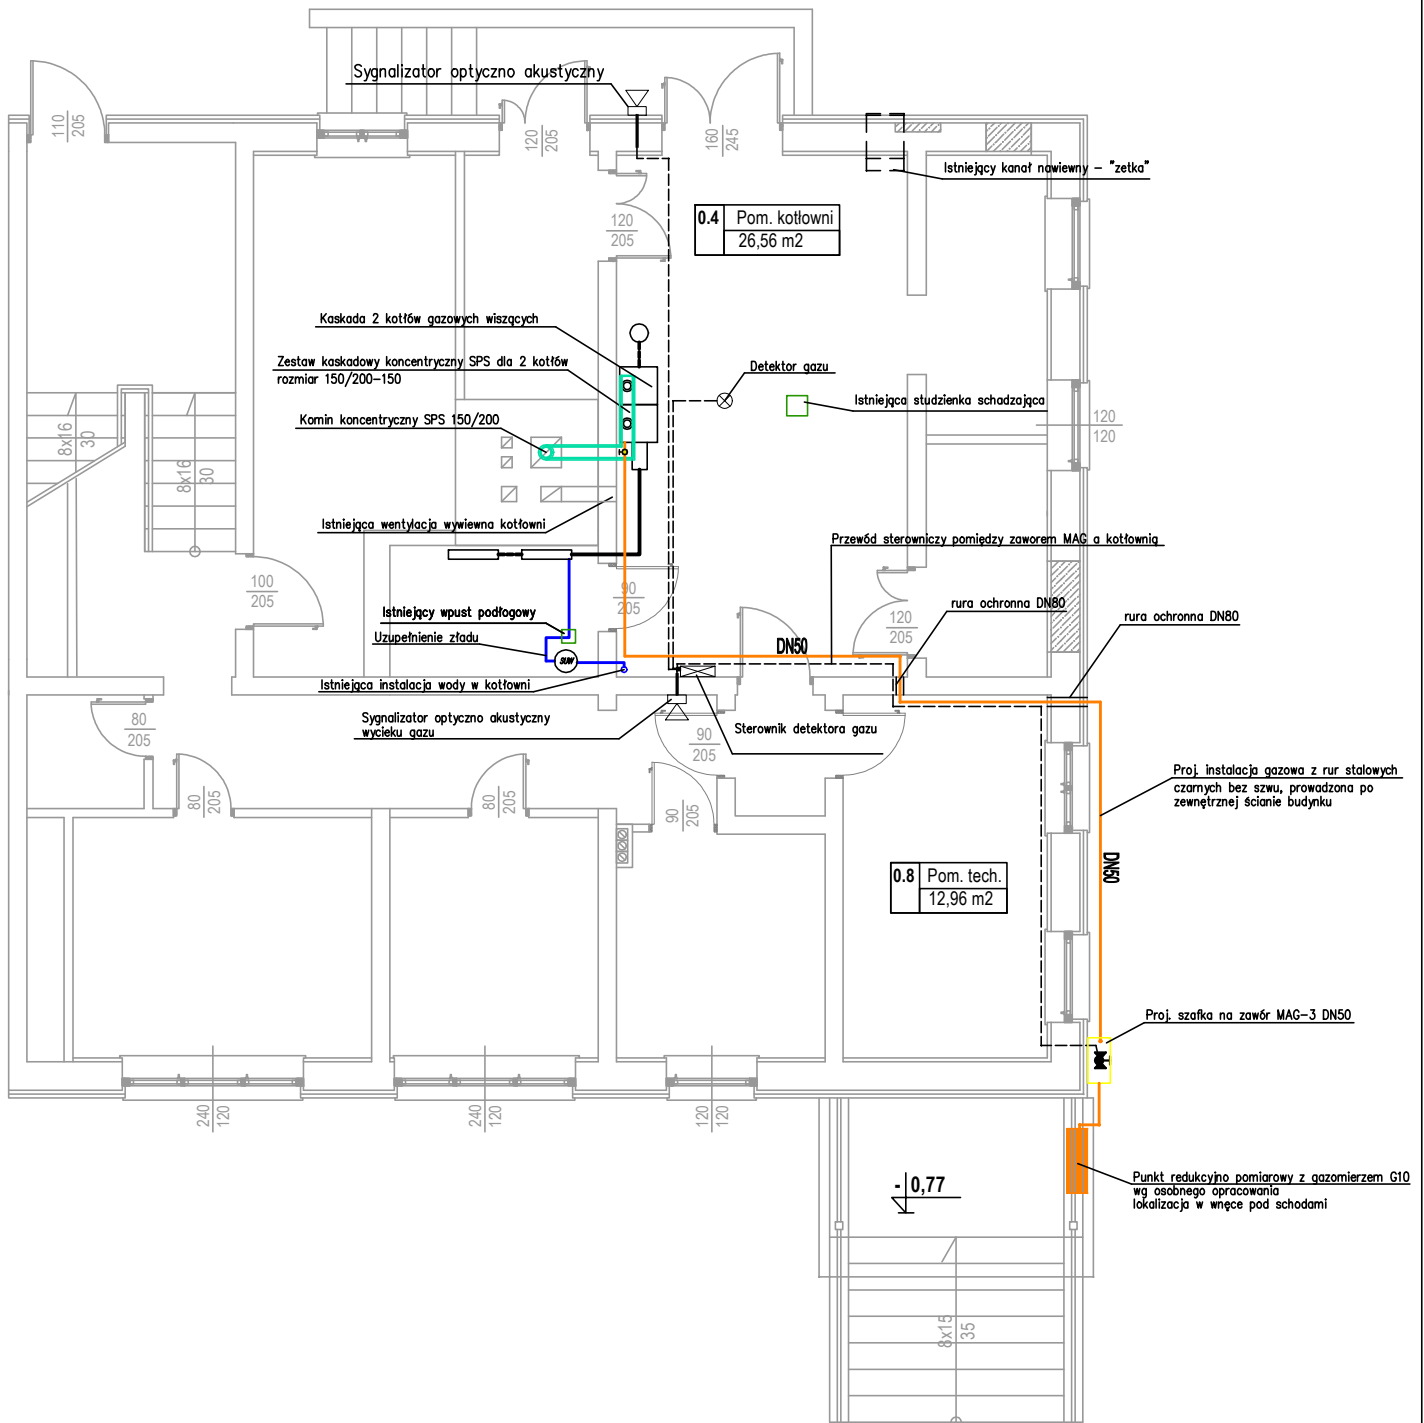 Sygnalizator optyczno akustyczny
110
205
120
205
160
245
Istniejący kanał nawiewny - "zetka"
0.4 Pom. kotłowni
26,56 m2
120
205
Kaskada 2 kotłów gazowych wiszących
Zestaw kaskadowy koncentryczny SPS dla 2 kotłów
rozmiar 150/200-150
Komin koncentryczny SPS 150/200
Detektor gazu
Istniejąca studzienka schadzająca
120
120
8x16
30
8x16
30
Istniejąca wentylacja wywiewna kotłowni
Przewód sterowniczy pomiędzy zaworem MAG a kotłownią
100
205
90
205
Istniejący wpust podłogowy
Uzupełnienie zładu
SUW
rura ochronna DN80
120
205
rura ochronna DN80
DN50
Istniejąca instalacja wody w kotłowni
Sygnalizator optyczno akustyczny
wycieku gazu
80
205
90
205
Sterownik detektora gazu
Proj. instalacja gazowa z rur stalowych
czarnych bez szwu, prowadzona po
zewnętrznej ścianie budynku
80
205
80
205
90
205
DN50
0.8 Pom. tech.
12,96 m2
Proj. szafka na zawór MAG-3 DN50
240
120
240
120
120
120
- 0,77
Punkt redukcyjno pomiarowy z gazomierzem G10
wg osobnego opracowania
lokalizacja w wnęce pod schodami
8x15
35